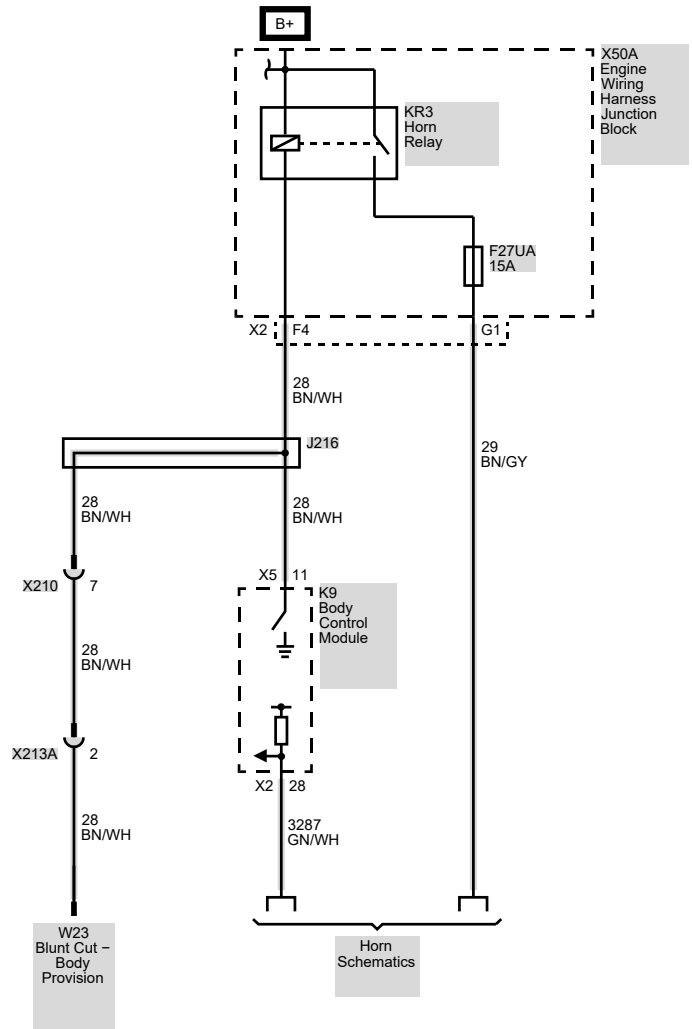 B+
X50A
Engine
Wiring
Harness
Junction
Block
KR3
Horn
Relay
F27UA
15A
X2 F4 G1
28
BN/WH
J216
29
BN/GY
28
BN/WH
28
BN/WH
X5 11
X210 7
K9
Body
Control
Module
28
BN/WH
X213A 2
X2 28
28
BN/WH
3287
GN/WH
W23
Blunt Cut −
Body
Provision
Horn
Schematics